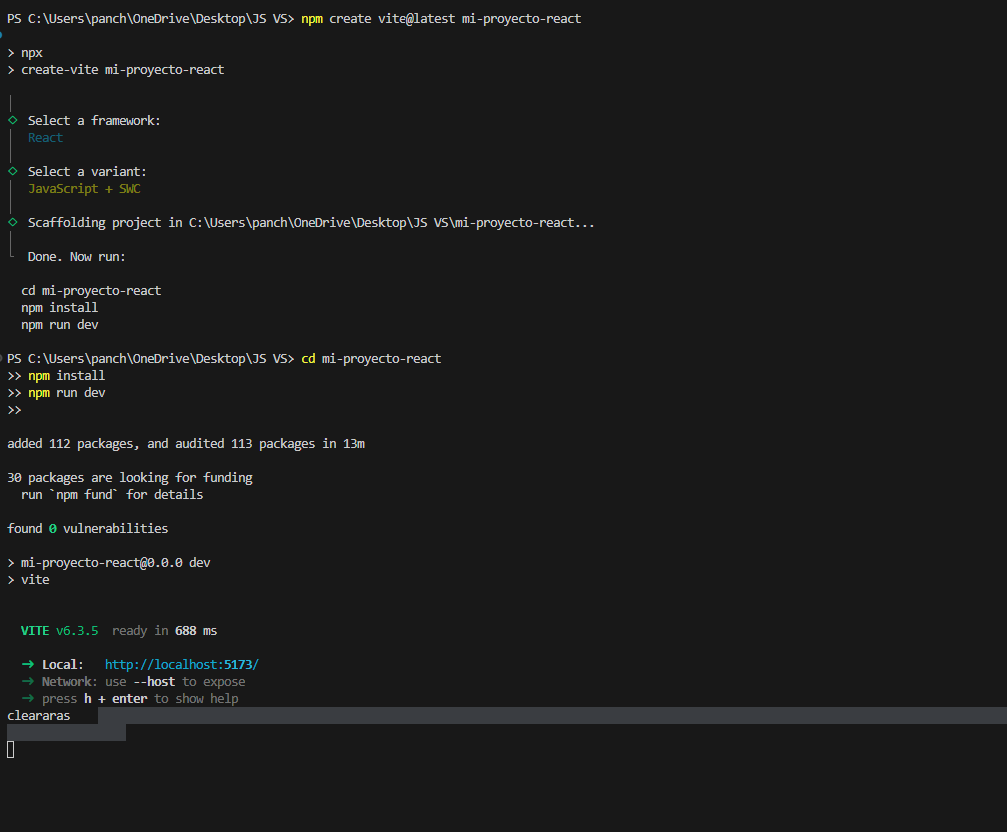 PS C:\Users\panch\OneDrive\Desktop\JS VS> npm create vite@latest mi-proyecto-react
> npx
> create-vite mi-proyecto-react
Select a framework:
React
Select a variant:
JavaScript + SWC
Scaffolding project in C:\Users\panch\OneDrive\Desktop\JS VS\mi-proyecto-react...
Done. Now run:
cd mi-proyecto-react
npm install
npm run dev
PS C:\Users\panch\OneDrive\Desktop\JS VS> cd mi-proyecto-react
>> npm install
>> npm run dev
>>
added 112 packages, and audited 113 packages in 13m
30 packages are looking for funding
run `npm fund` for details
found 0 vulnerabilities
> mi-proyecto-react@0.0.0 dev
> vite
VITE v6.3.5 ready in 688 ms
➜ Local: http://localhost:5173/
➜ Network: use --host to expose
➜ press h + enter to show help
cleararas